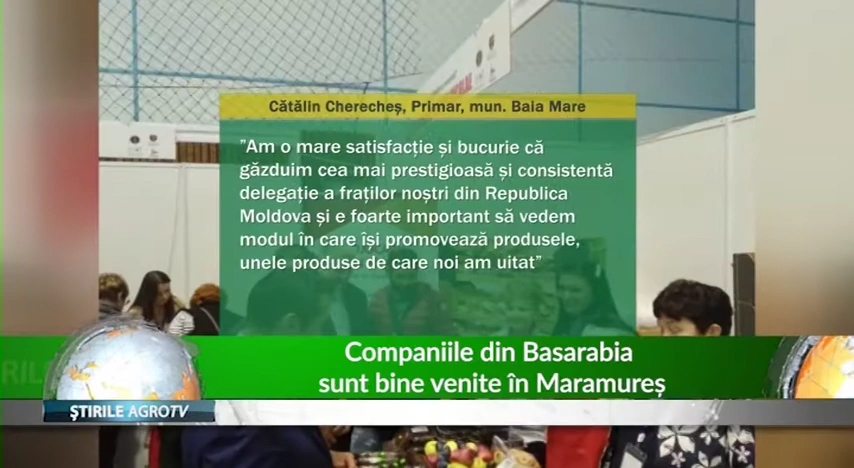 Cătălin Cherecheș, Primar, mun. Baia Mare
”Am o mare satisfacție și bucurie că
găzduim cea mai prestigioasă și consistentă
delegație a fraților noștri din Republica
Moldova și e foarte important să vedem
modul în care își promovează produsele,
unele produse de care noi am uitat”
Companiile din Basarabia
sunt bine venite în Maramureș
ȘTIRILE AGROTV